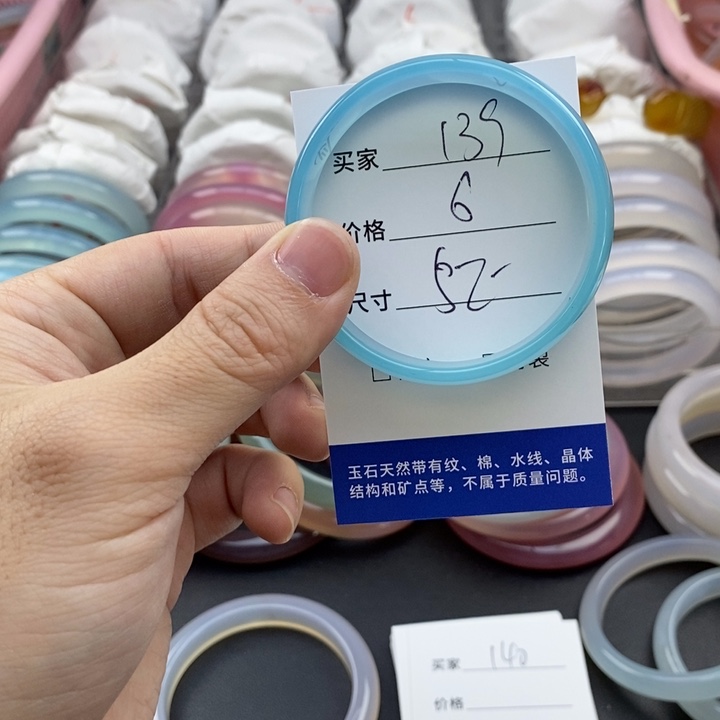 买家 139
价格 6
尺寸 52
玉石天然带有纹、棉、水线、晶体
结构和矿点等，不属于质量问题。
买家 140
价格